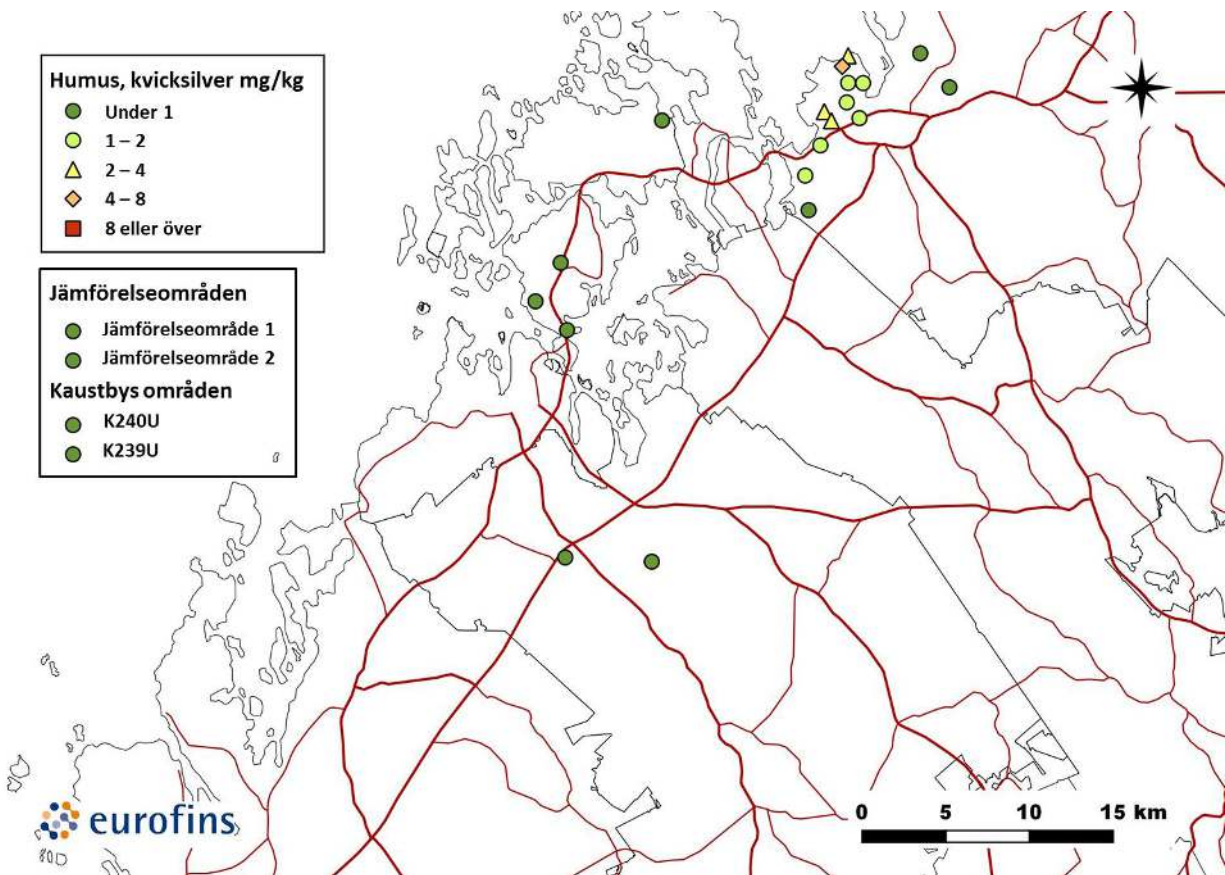 Humus, kvicksilver mg/kg
Under 1
1 – 2
2 – 4
4 – 8
8 eller över
Jämförelseområden
Jämförelseområde 1
Jämförelseområde 2
Kaustbys områden
K240U
K239U
eurofins
0 5 10 15 km